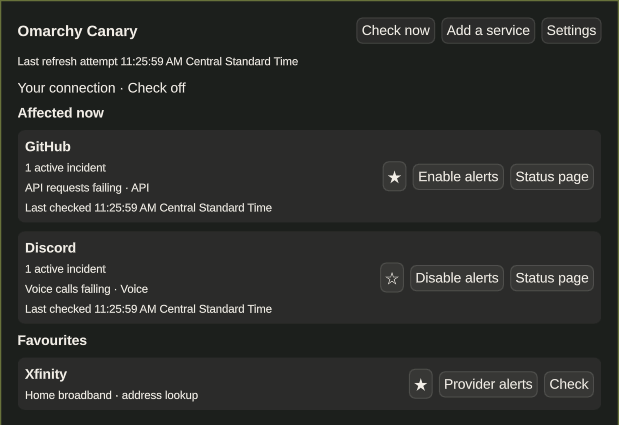 Omarchy Canary
Check now
Add a service
Settings
Last refresh attempt 11:25:59 AM Central Standard Time
Your connection · Check off
Affected now
GitHub
1 active incident
API requests failing · API
Last checked 11:25:59 AM Central Standard Time
★
Enable alerts
Status page
Discord
1 active incident
Voice calls failing · Voice
Last checked 11:25:59 AM Central Standard Time
☆
Disable alerts
Status page
Favourites
Xfinity
Home broadband · address lookup
★
Provider alerts
Check